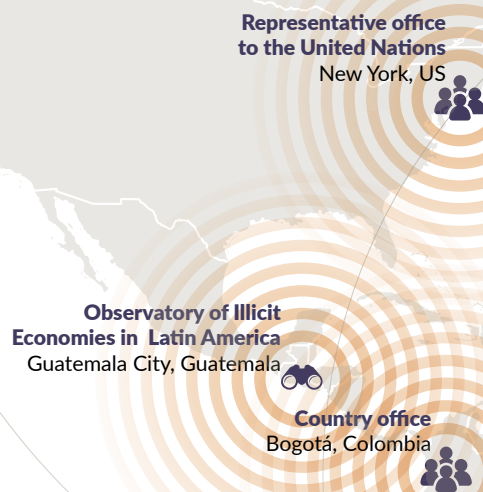 Representative office
to the United Nations
New York, US
Observatory of Illicit
Economies in Latin America
Guatemala City, Guatemala
Country office
Bogotá, Colombia